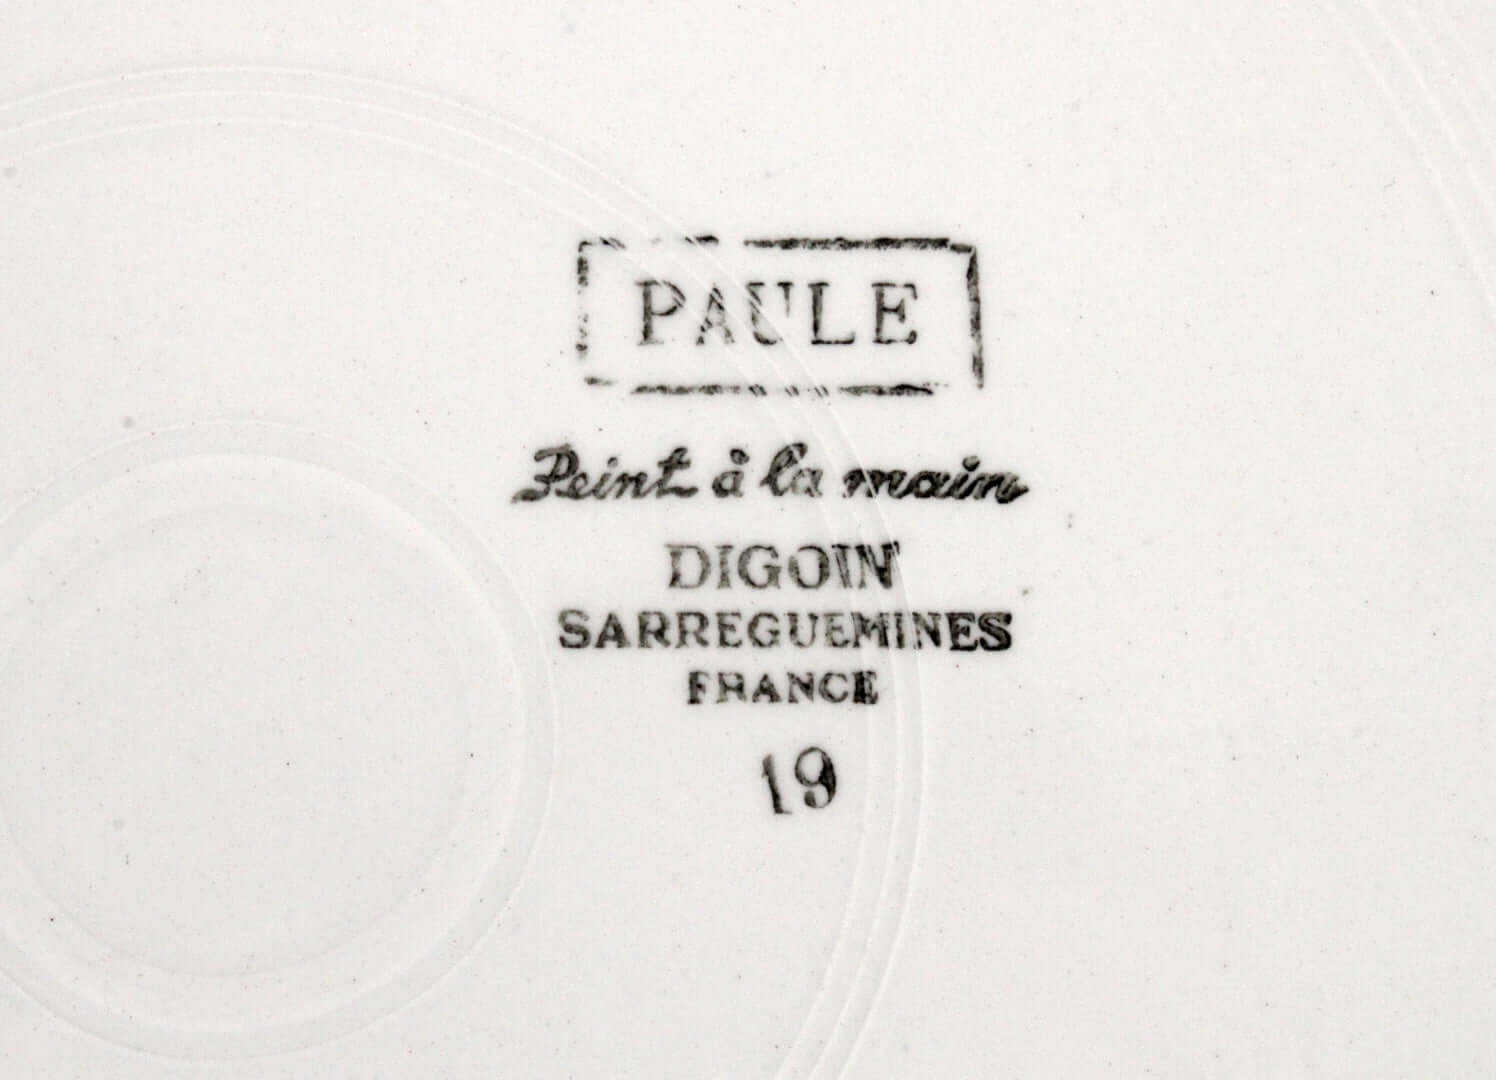 PAULE
Peint à la main
DIGOIN
SARREGUEMINES
FRANCE
19